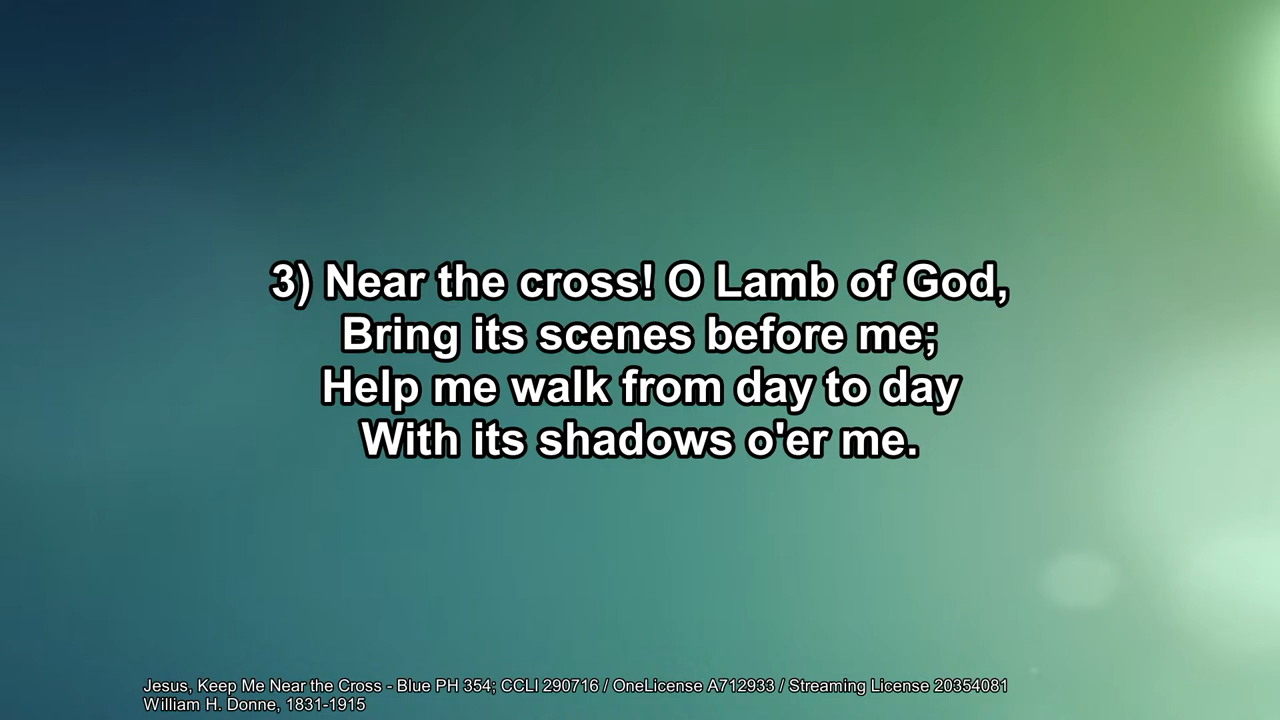 3) Near the cross! O Lamb of God,
Bring its scenes before me;
Help me walk from day to day
With its shadows o'er me.
Jesus, Keep Me Near the Cross - Blue PH 354; CCLI 290716 / OneLicense A712933 / Streaming License 20354081
William H. Donne, 1831-1915